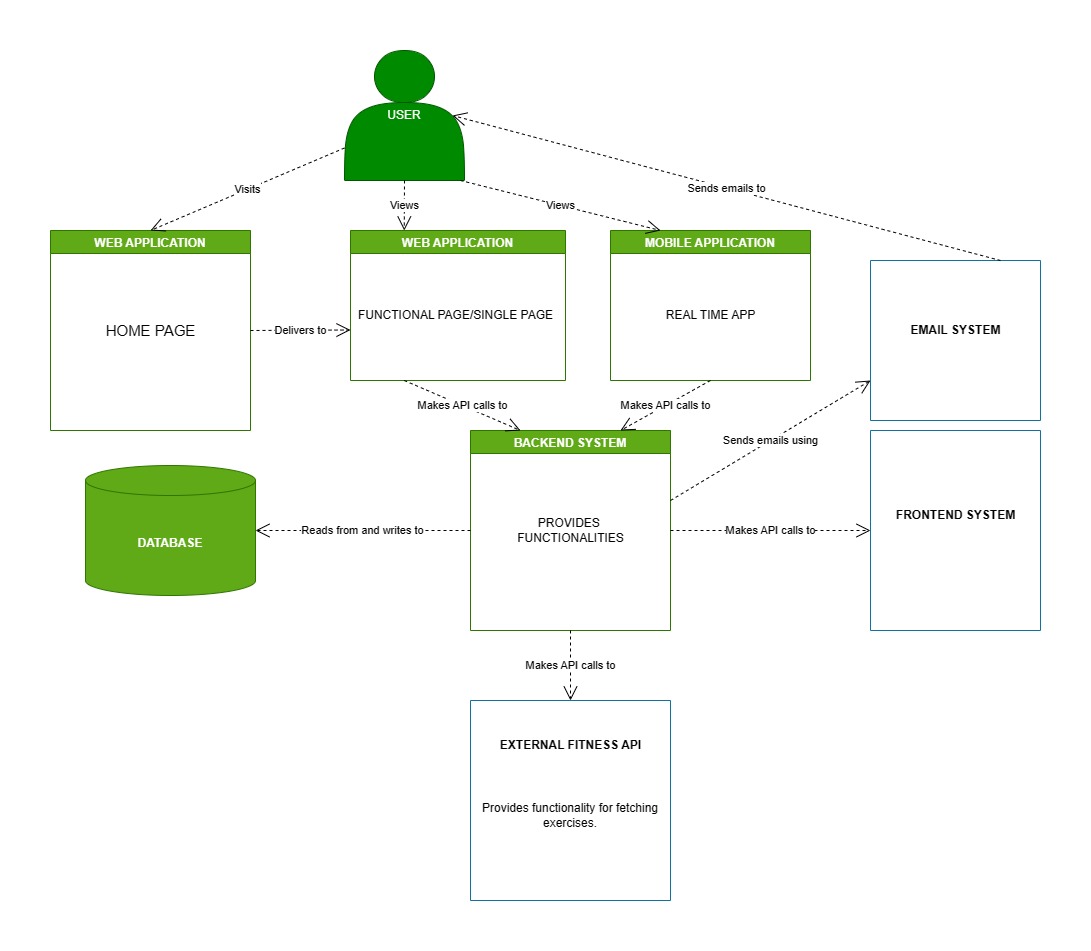 USER
Sends emails to
Visits
Views
Views
WEB APPLICATION
WEB APPLICATION
MOBILE APPLICATION
HOME PAGE
Delivers to
FUNCTIONAL PAGE/SINGLE PAGE
REAL TIME APP
EMAIL SYSTEM
Makes API calls to
Makes API calls to
BACKEND SYSTEM
Sends emails using
DATABASE
Reads from and writes to
PROVIDES
FUNCTIONALITIES
Makes API calls to
FRONTEND SYSTEM
Makes API calls to
EXTERNAL FITNESS API
Provides functionality for fetching
exercises.